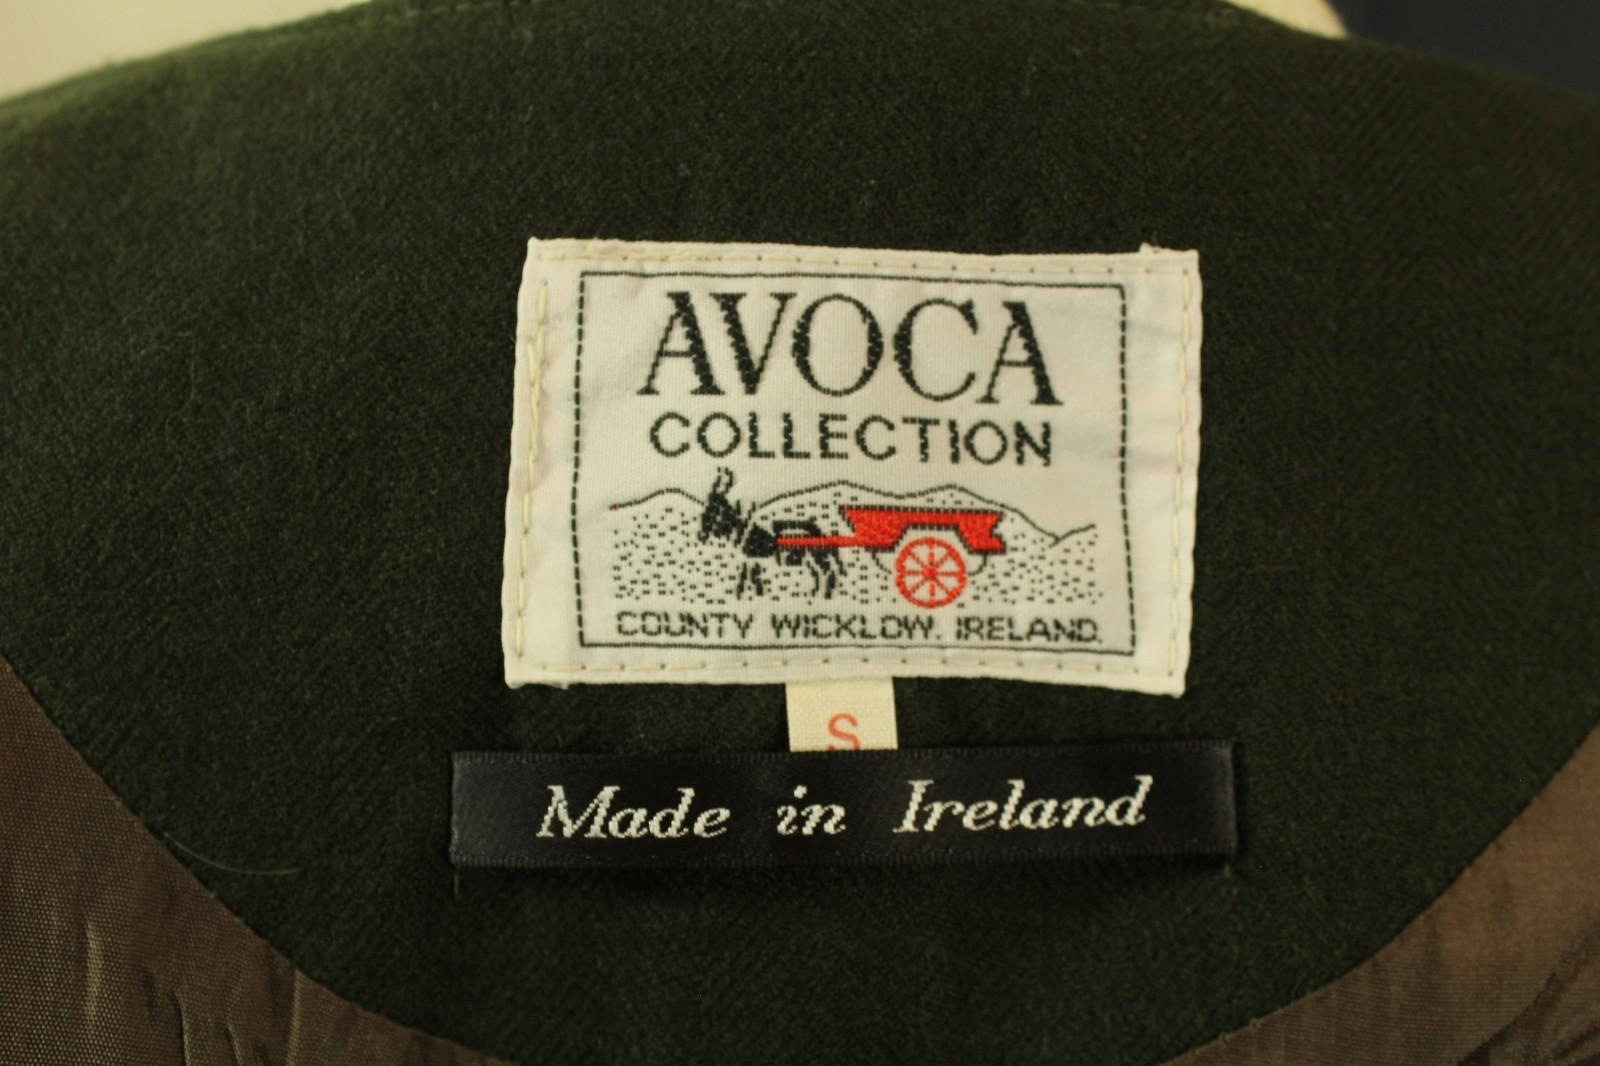 AVOCA
COLLECTION
COUNTY WICKLOW. IRELAND.
S
Made in Ireland